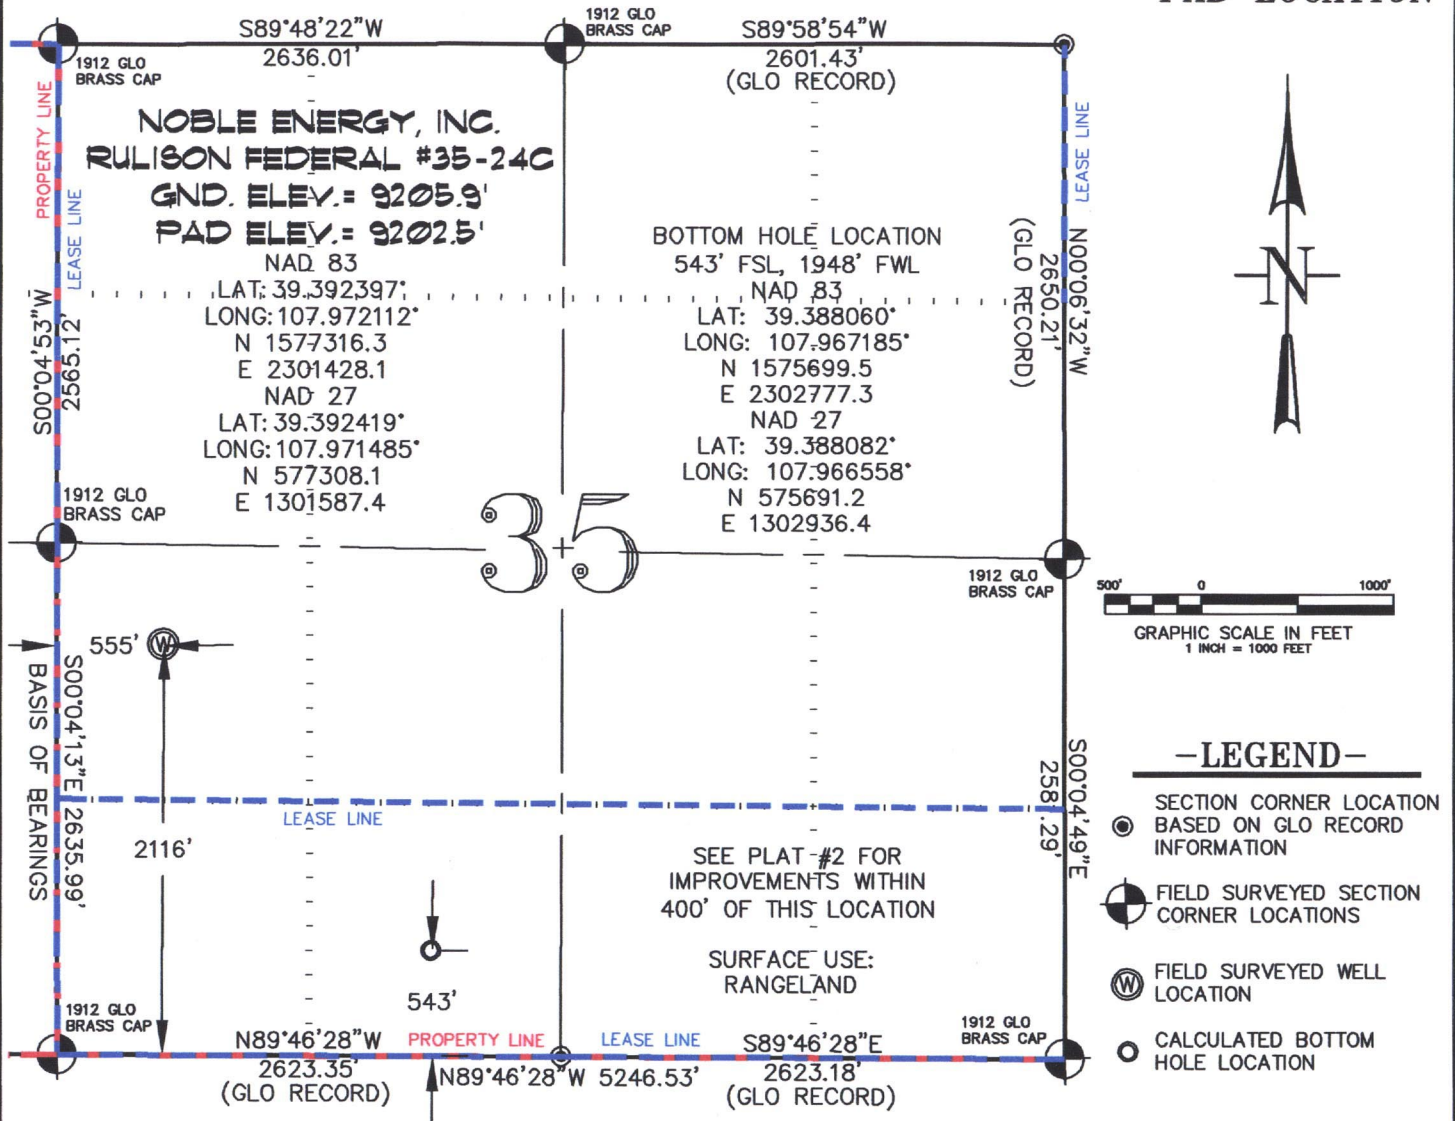 PAD LOCATION
1912 GLO
BRASS CAP
S89°48'22"W
2636.01'
S89°58'54"W
2601.43'
(GLO RECORD)
1912 GLO
BRASS CAP
PROPERTY LINE
LEASE LINE
S00°04'53"W
2565.12'
NOBLE ENERGY, INC.
RULISON FEDERAL #35-24C
GND. ELEV.= 9205.9'
PAD ELEV.= 9202.5'
NAD 83
LAT: 39.392397°
LONG: 107.972112°
N 1577316.3
E 2301428.1
NAD 27
LAT: 39.392419°
LONG: 107.971485°
N 577308.1
E 1301587.4
BOTTOM HOLE LOCATION
543' FSL, 1948' FWL
NAD 83
LAT: 39.388060°
LONG: 107.967185°
N 1575699.5
E 2302777.3
NAD 27
LAT: 39.388082°
LONG: 107.966558°
N 575691.2
E 1302936.4
LEASE LINE
N00°06'32"W
2650.21'
(GLO RECORD)
N
1912 GLO
BRASS CAP
35
1912 GLO
BRASS CAP
500' 0 1000'
GRAPHIC SCALE IN FEET
1 INCH = 1000 FEET
555'
W
S00°04'13"E 2635.99'
BASIS OF BEARINGS
2116'
LEASE LINE
S00°04'49"E
SEE PLAT #2 FOR
IMPROVEMENTS WITHIN
400' OF THIS LOCATION
SURFACE USE:
RANGELAND
543'
1912 GLO
BRASS CAP
1912 GLO
BRASS CAP
N89°46'28"W
2623.35'
(GLO RECORD)
PROPERTY LINE
LEASE LINE
N89°46'28"W 5246.53'
S89°46'28"E
2623.18'
(GLO RECORD)
-LEGEND-
SECTION CORNER LOCATION
BASED ON GLO RECORD
INFORMATION
FIELD SURVEYED SECTION
CORNER LOCATIONS
W
FIELD SURVEYED WELL
LOCATION
CALCULATED BOTTOM
HOLE LOCATION